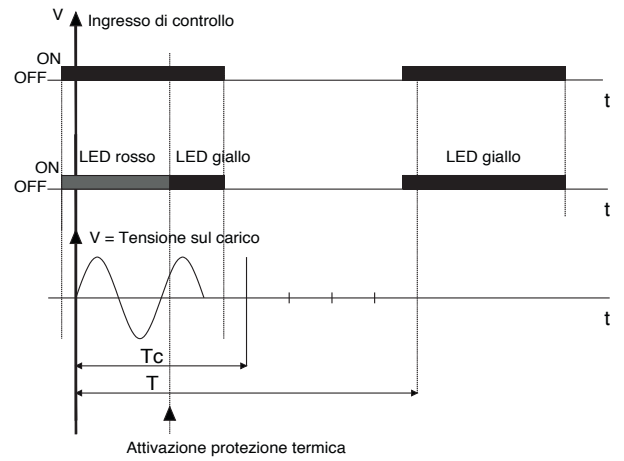 V
Ingresso di controllo
ON
OFF
t
LED rosso
LED giallo
LED giallo
ON
OFF
t
V = Tensione sul carico
t
Tc
T
Attivazione protezione termica